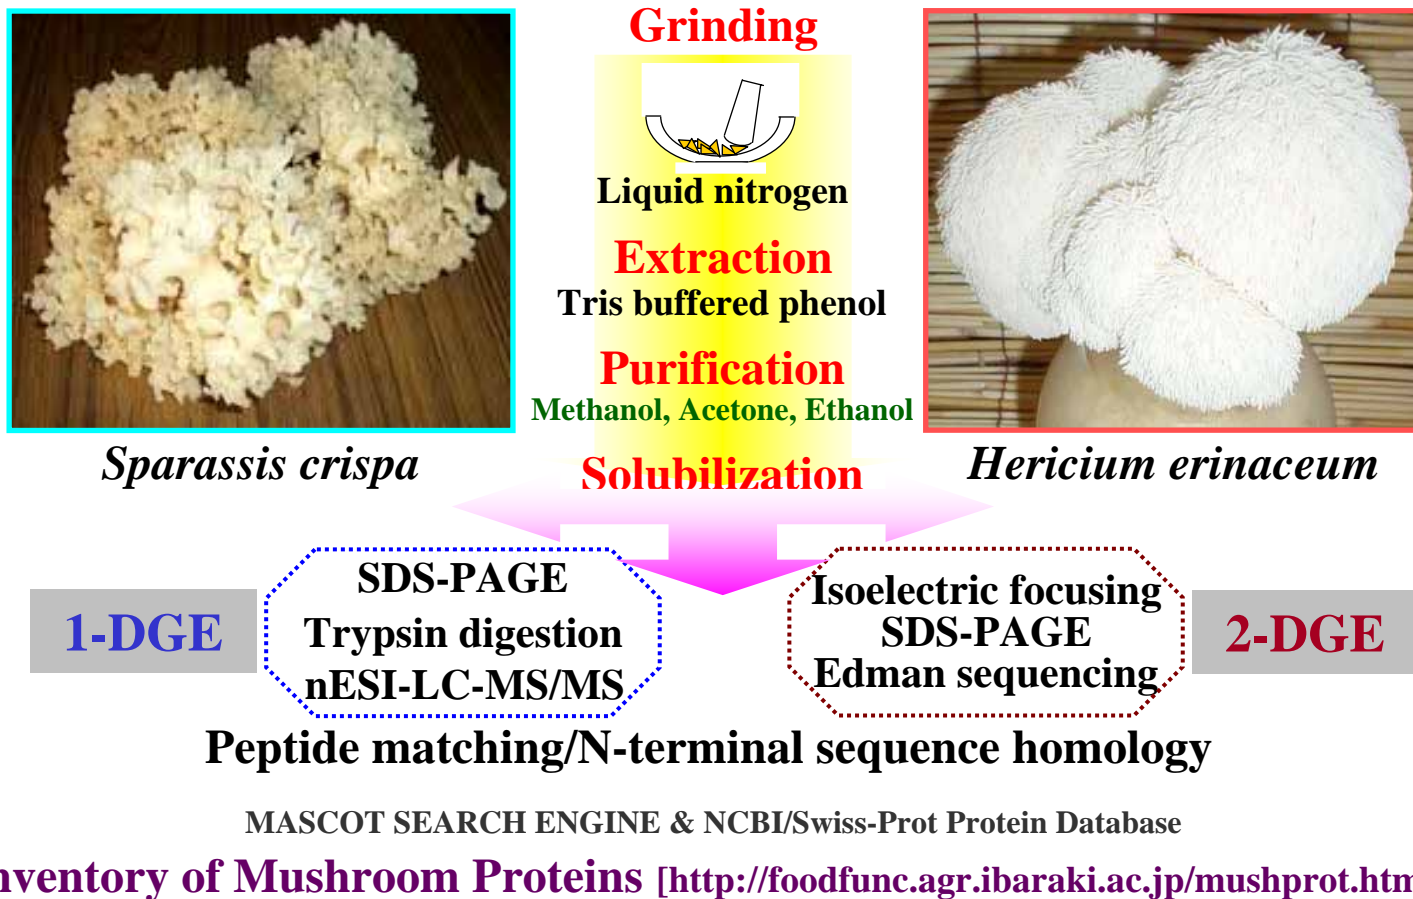 Grinding
Liquid nitrogen
Extraction
Tris buffered phenol
Purification
Methanol, Acetone, Ethanol
Solubilization
Sparassis crispa
Hericium erinaceum
1-DGE
SDS-PAGE
Trypsin digestion
nESI-LC-MS/MS
Isoelectric focusing
SDS-PAGE
Edman sequencing
2-DGE
Peptide matching/N-terminal sequence homology
MASCOT SEARCH ENGINE & NCBI/Swiss-Prot Protein Database
nventory of Mushroom Proteins [http://foodfunc.agr.ibaraki.ac.jp/mushprot.htm